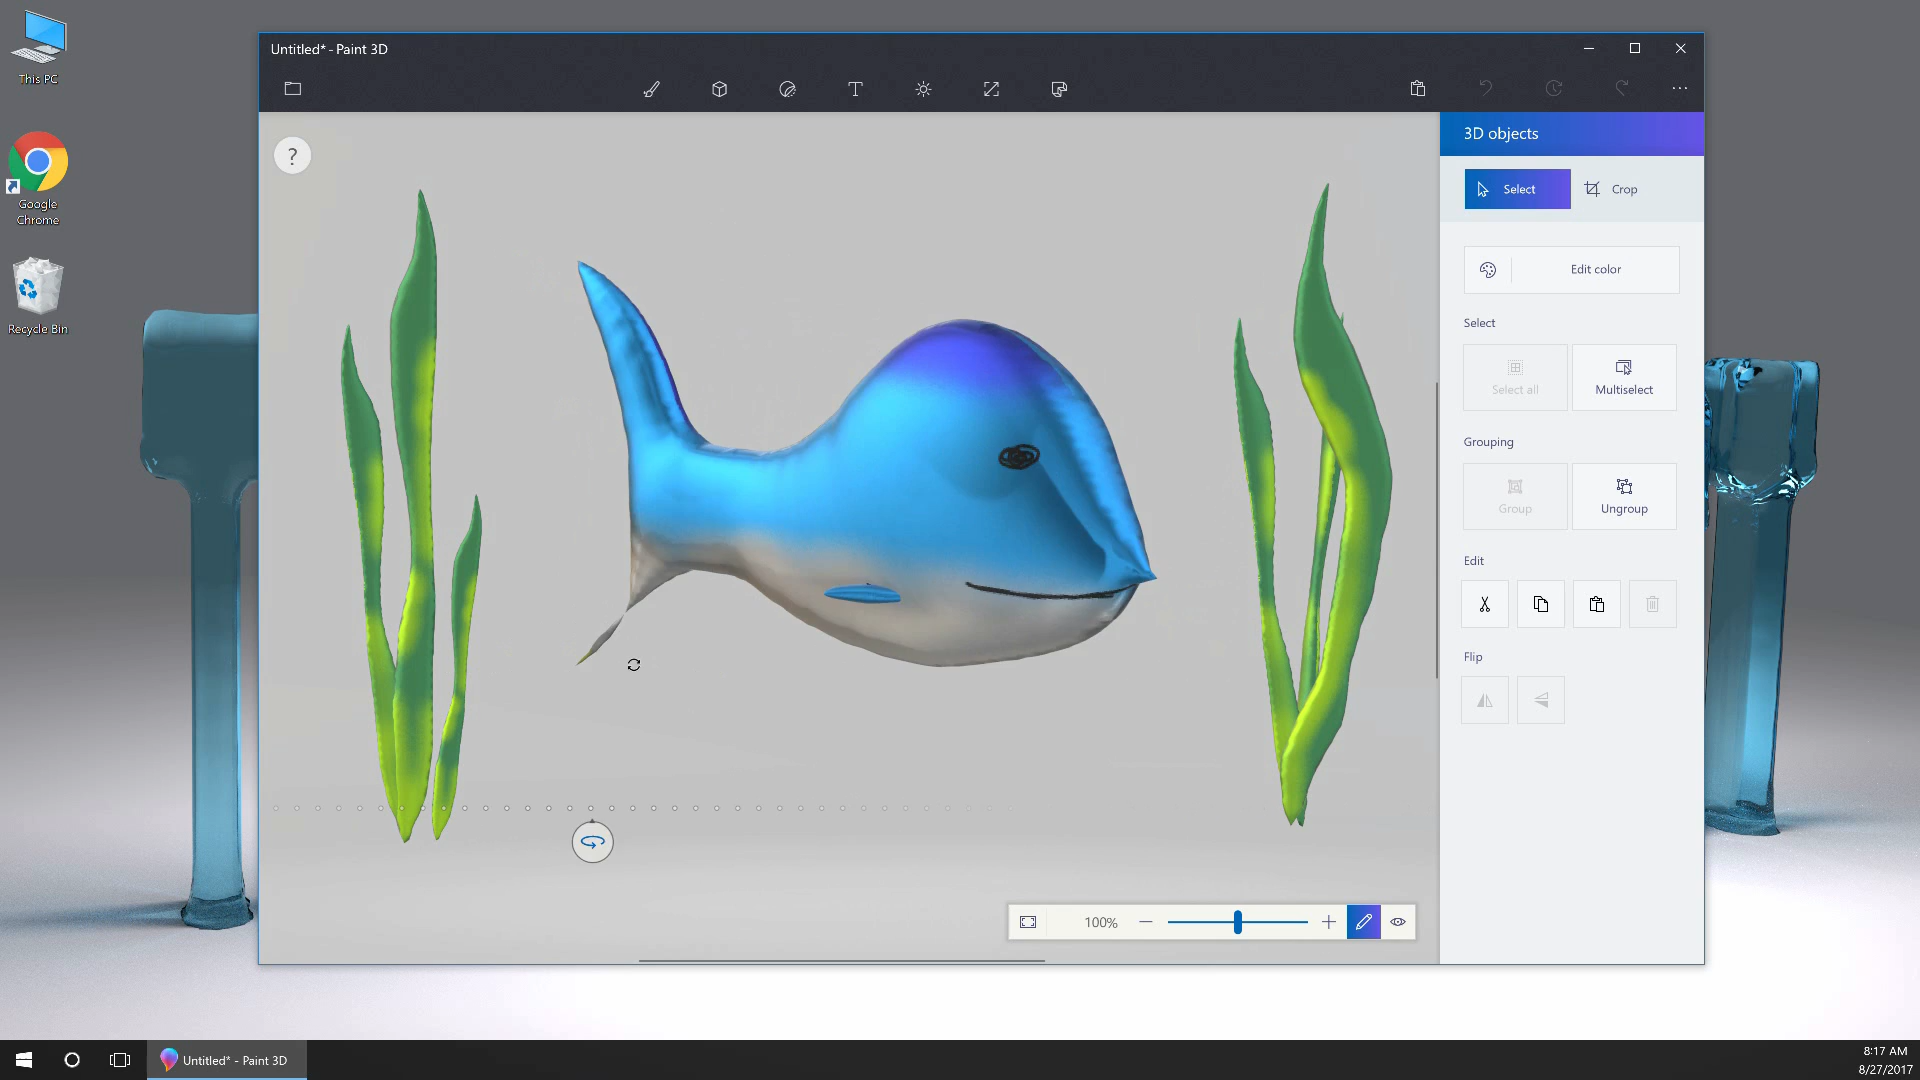 This PC
Google
Chrome
Recycle Bin
Untitled* - Paint 3D
T
?
3D objects
Select
Crop
Edit color
Select
Select all
Multiselect
Grouping
Group
Ungroup
Edit
Flip
100%
Untitled* - Paint 3D
8:17 AM
8/27/2017